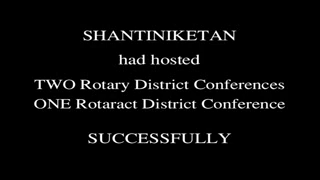 SHANTINIKETAN
had hosted
TWO Rotary District Conferences
ONE Rotaract District Conference
SUCCESSFULLY